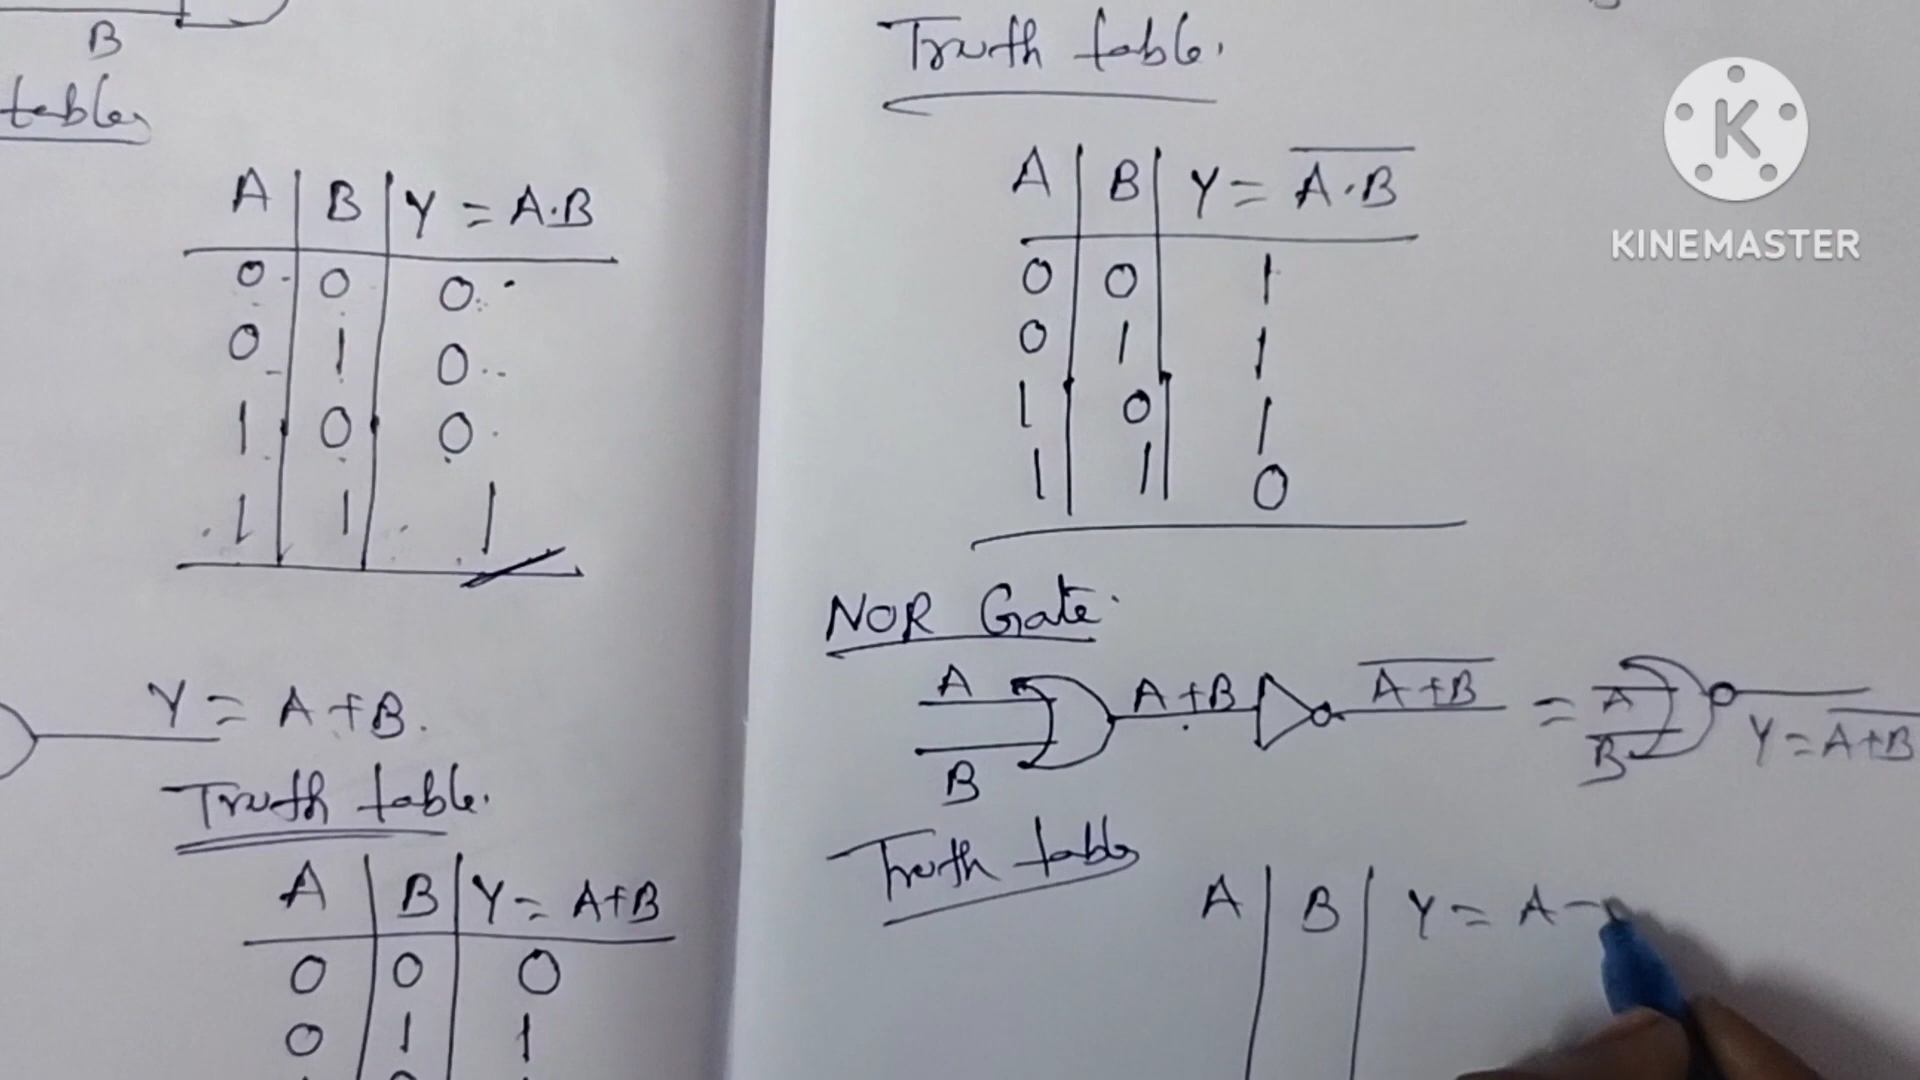 B
table
A B Y = A.B
0 0 0
0 1 0
1 0 0
1 1 1
Y = A+B.
Truth table.
A B Y = A+B
0 0 0
0 1 1
Truth table.
A B Y = A̅.̅B̅
0 0 1
0 1 1
1 0 1
1 1 0
NOR Gate.
A A+B A̅+̅B̅ = A
B B Y = A̅+̅B̅
Truth table
A B Y = A
K
KINEMASTER